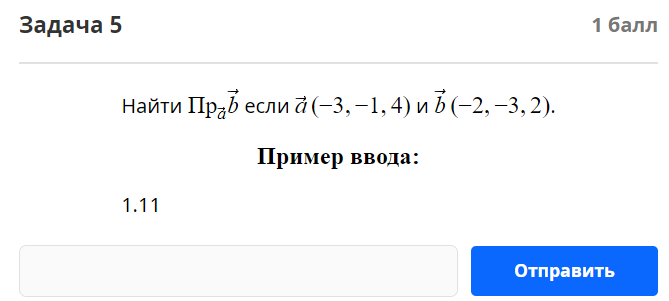 Задача 5
1 балл
Найти Пр_{\vec{a}} \vec{b} если \vec{a} (−3, −1, 4) и \vec{b} (−2, −3, 2).
Пример ввода:
1.11
Отправить